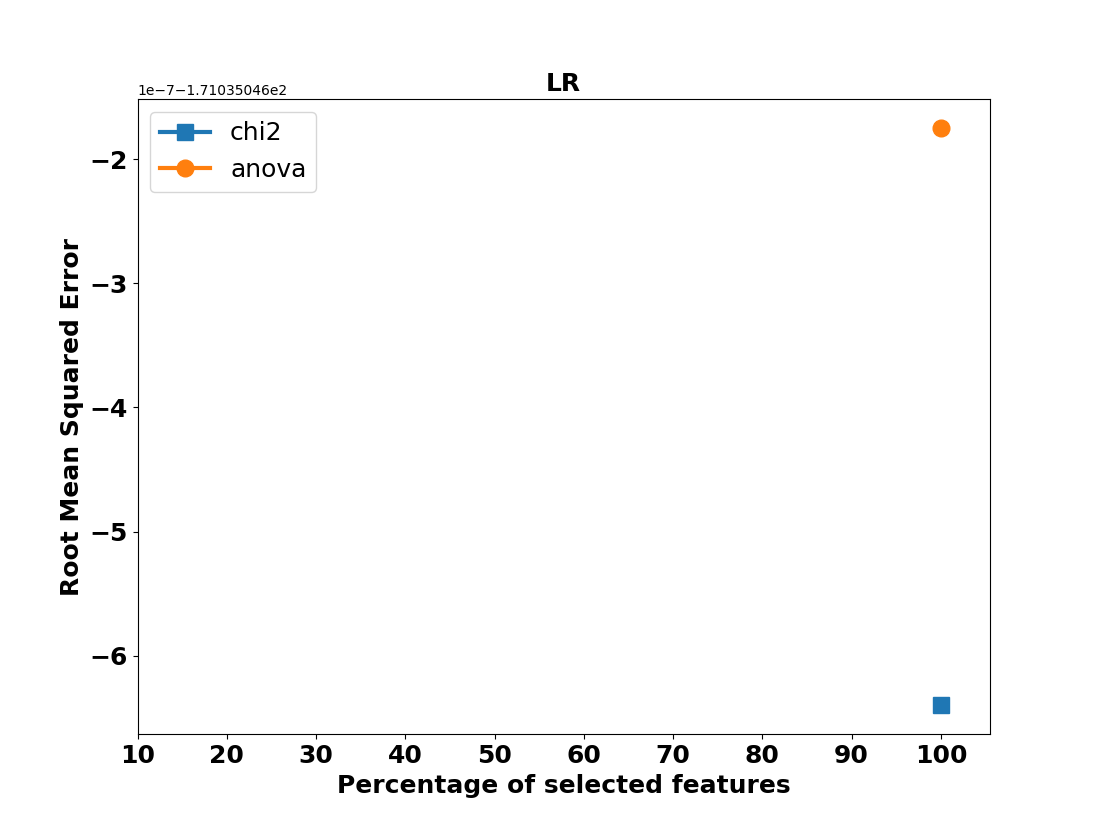 LR
1e−7−1.71035046e2
chi2
anova
−2
−3
−4
−5
−6
Root Mean Squared Error
10 20 30 40 50 60 70 80 90 100
Percentage of selected features